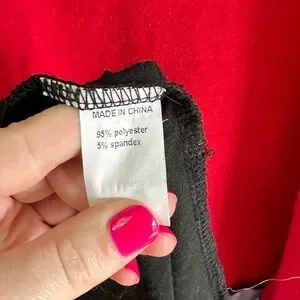 MADE IN CHINA
95% polyester
5% spandex